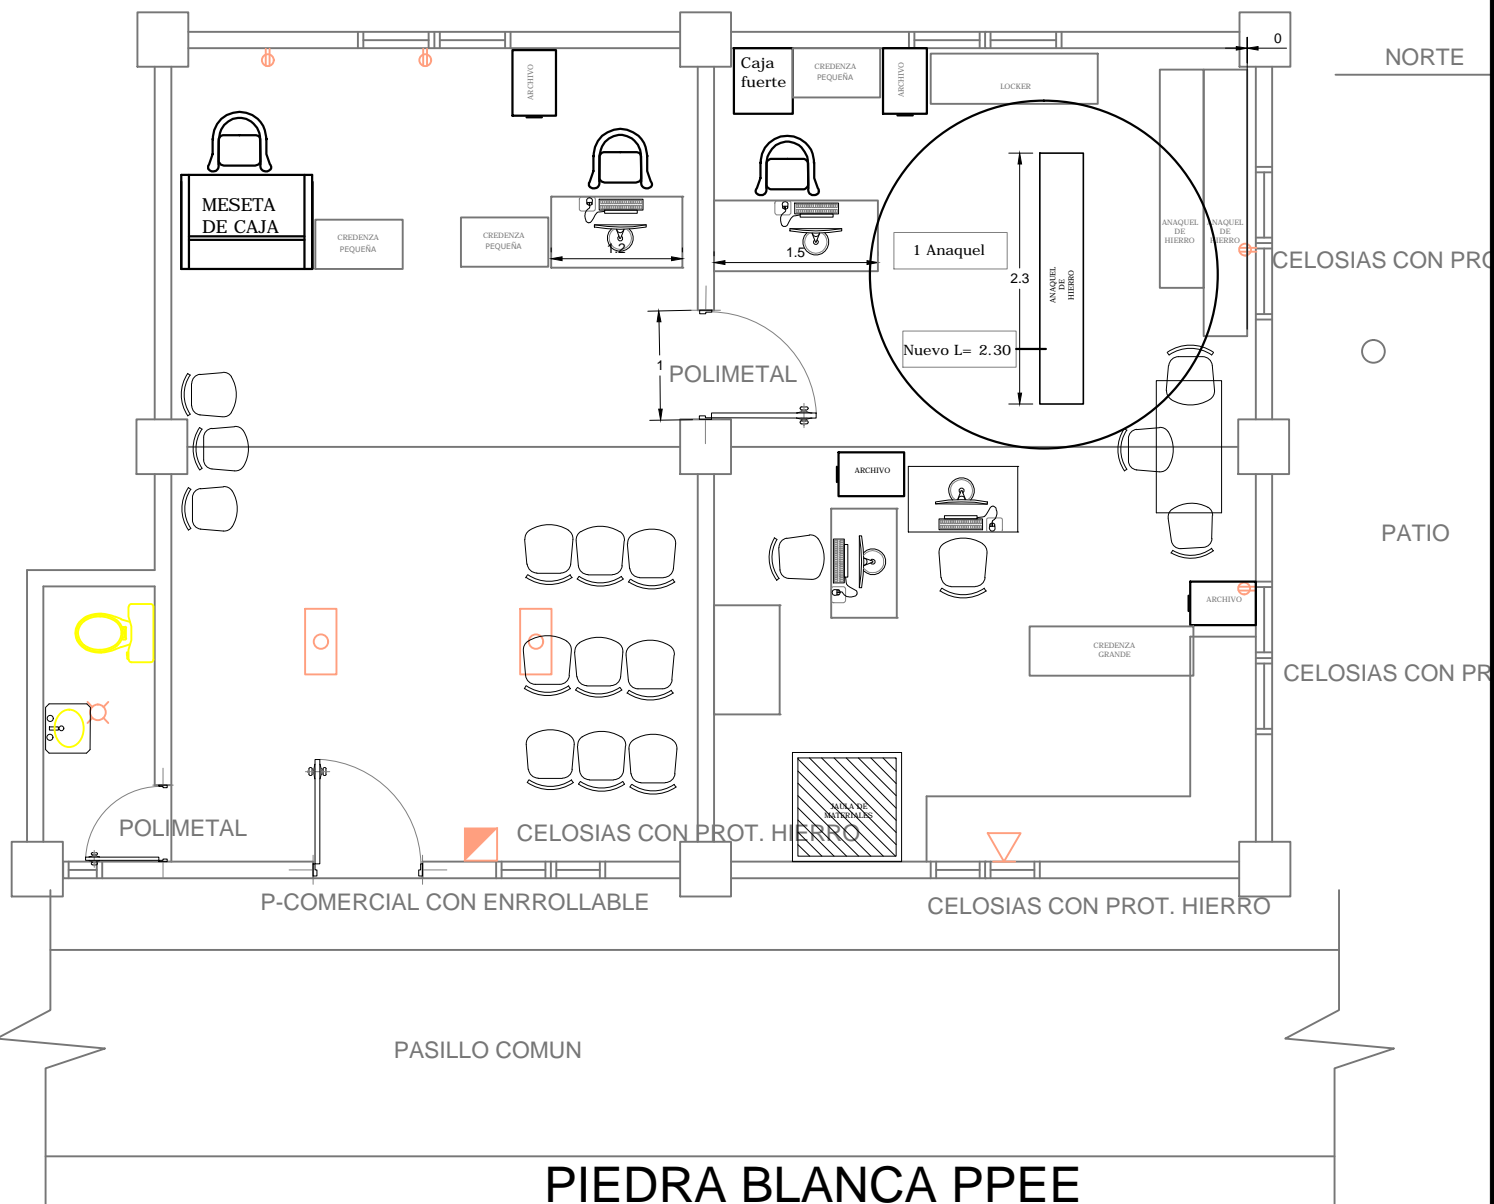 0
NORTE
Caja
fuerte
CREDENZA
PEQUEÑA
ARCHIVO
ARCHIVO
LOCKER
MESETA
DE CAJA
CREDENZA
PEQUEÑA
CREDENZA
PEQUEÑA
1.2
1.5
1 Anaquel
2.3
ANAQUEL
DE
HIERRO
ANAQUEL
DE
HIERRO
ANAQUEL
DE
HIERRO
CELOSIAS CON PRO
Nuevo L= 2.30
1
POLIMETAL
ARCHIVO
PATIO
ARCHIVO
CREDENZA
GRANDE
CELOSIAS CON PR
JAULA DE
MATERIALES
POLIMETAL
CELOSIAS CON PROT. HIERRO
P-COMERCIAL CON ENRROLLABLE
CELOSIAS CON PROT. HIERRO
PASILLO COMUN
PIEDRA BLANCA PPEE